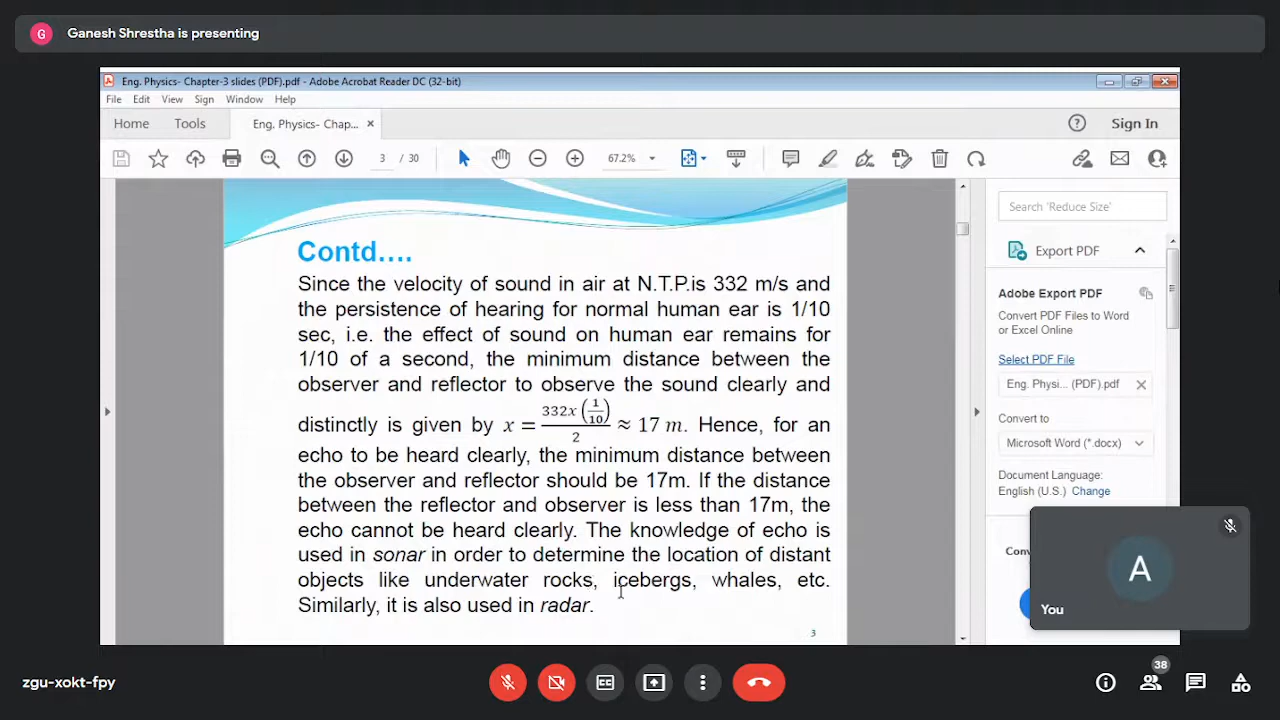 G Ganesh Shrestha is presenting
Eng. Physics- Chapter-3 slides (PDF).pdf - Adobe Acrobat Reader DC (32-bit)
File Edit View Sign Window Help
Home Tools Eng. Physics- Chap... × Sign In
3 / 30 67.2%
Search 'Reduce Size'
Export PDF
Adobe Export PDF
Convert PDF Files to Word
or Excel Online
Select PDF File
Eng. Physi... (PDF).pdf
Convert to
Microsoft Word (*.docx)
Document Language:
English (U.S.) Change
Contd....
Since the velocity of sound in air at N.T.P.is 332 m/s and
the persistence of hearing for normal human ear is 1/10
sec, i.e. the effect of sound on human ear remains for
1/10 of a second, the minimum distance between the
observer and reflector to observe the sound clearly and
distinctly is given by x = 332x(1/10)/2 ≈ 17 m. Hence, for an
echo to be heard clearly, the minimum distance between
the observer and reflector should be 17m. If the distance
between the reflector and observer is less than 17m, the
echo cannot be heard clearly. The knowledge of echo is
used in sonar in order to determine the location of distant
objects like underwater rocks, icebergs, whales, etc.
Similarly, it is also used in radar.
3
A
You
zgu-xokt-fpy
CC
38